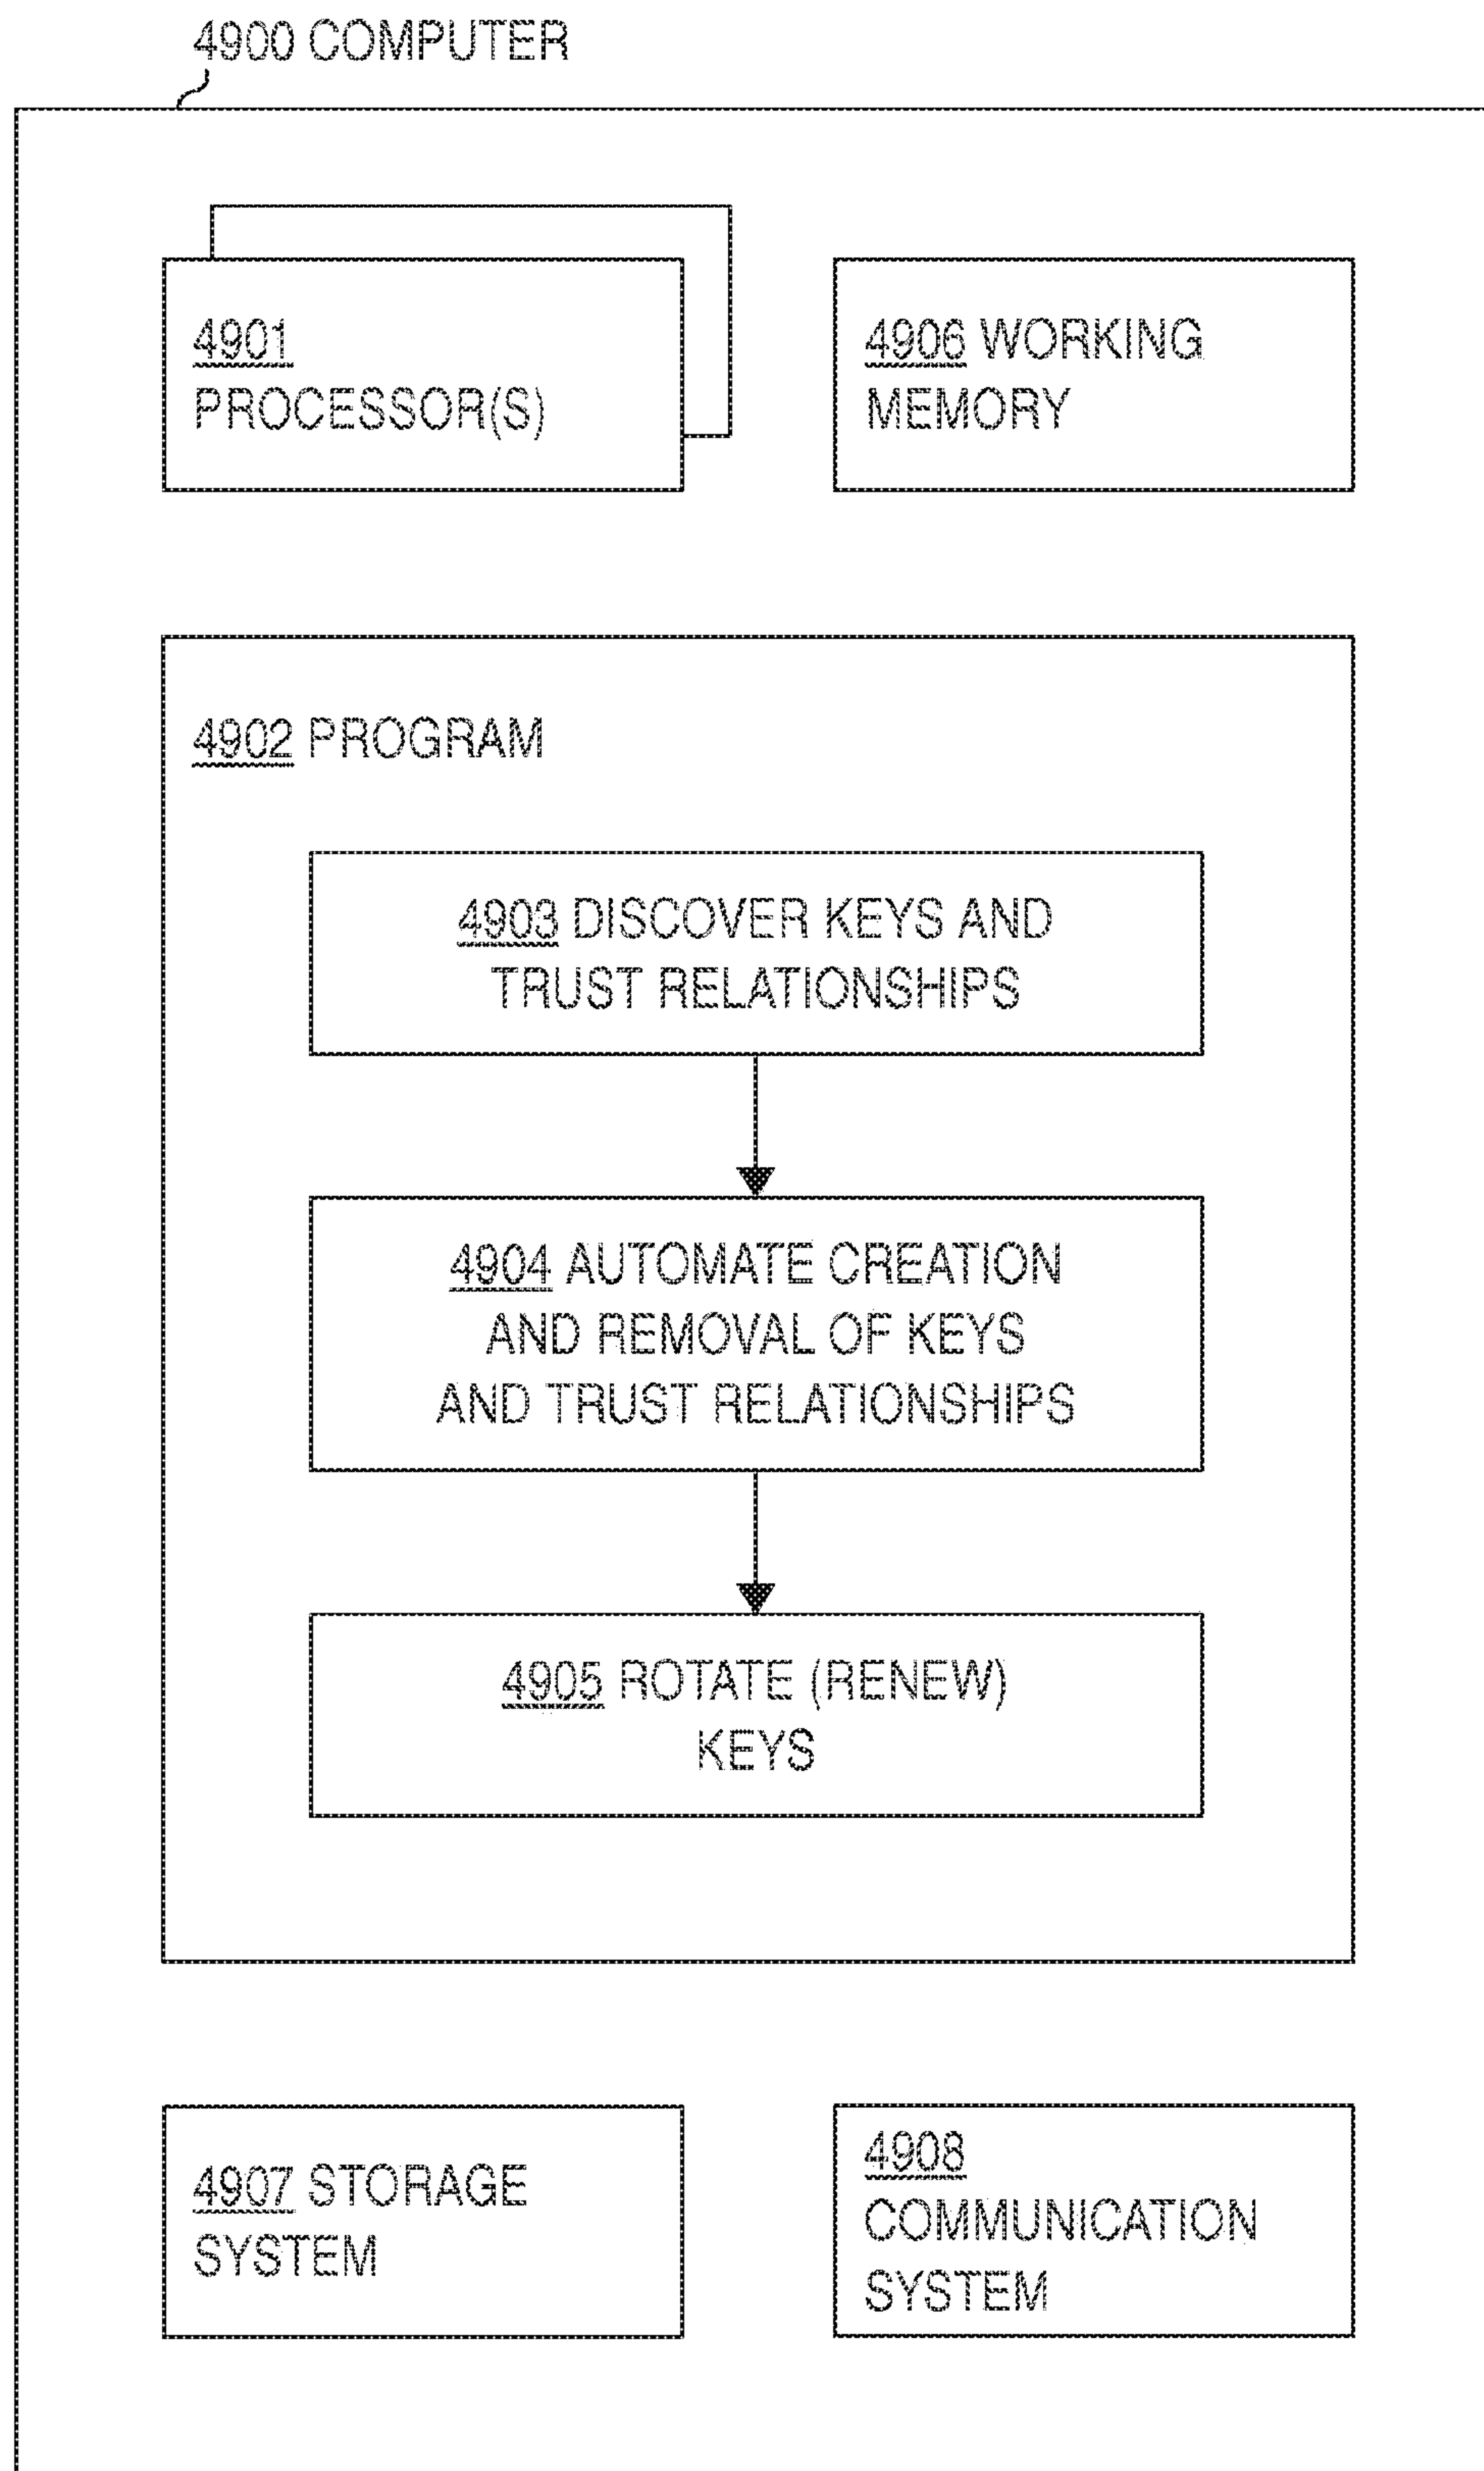 4900 COMPUTER
4901
PROCESSOR(S)
4906 WORKING
MEMORY
4902 PROGRAM
4903 DISCOVER KEYS AND
TRUST RELATIONSHIPS
4904 AUTOMATE CREATION
AND REMOVAL OF KEYS
AND TRUST RELATIONSHIPS
4905 ROTATE (RENEW)
KEYS
4907 STORAGE
SYSTEM
4908
COMMUNICATION
SYSTEM